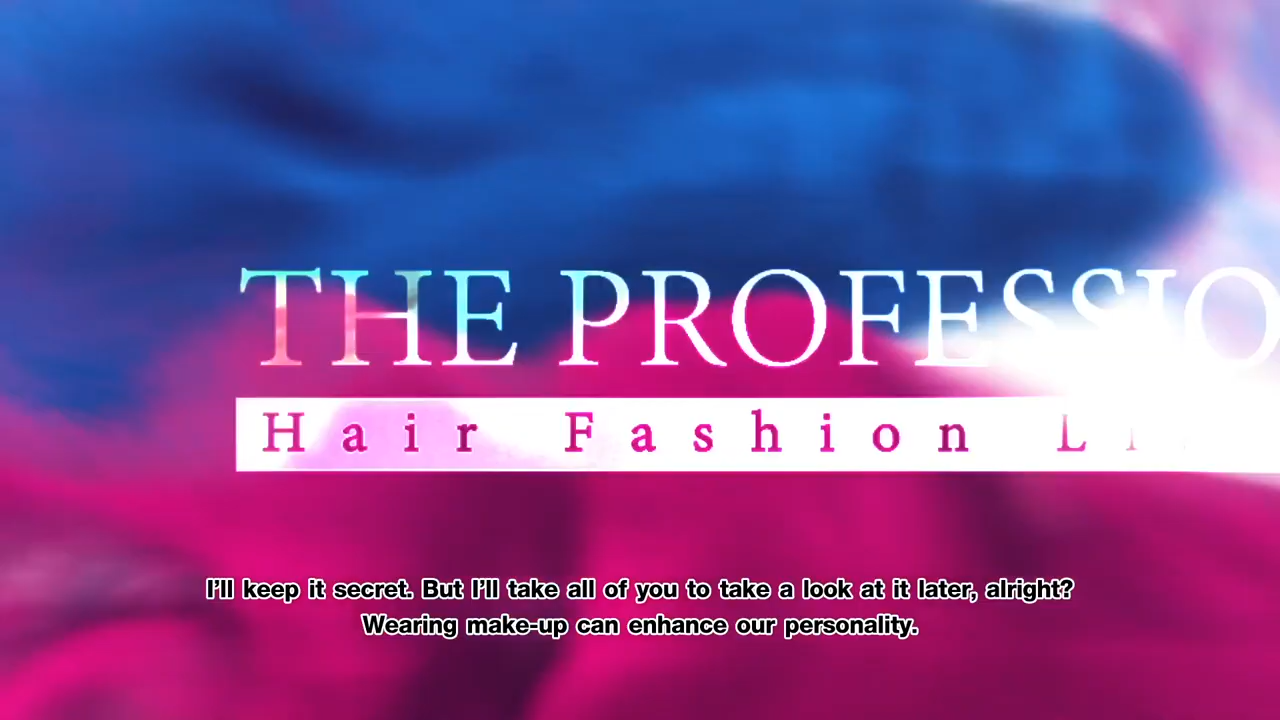 THE PROFESSIO
Hair Fashion
I'll keep it secret. But I'll take all of you to take a look at it later, alright?
Wearing make-up can enhance our personality.